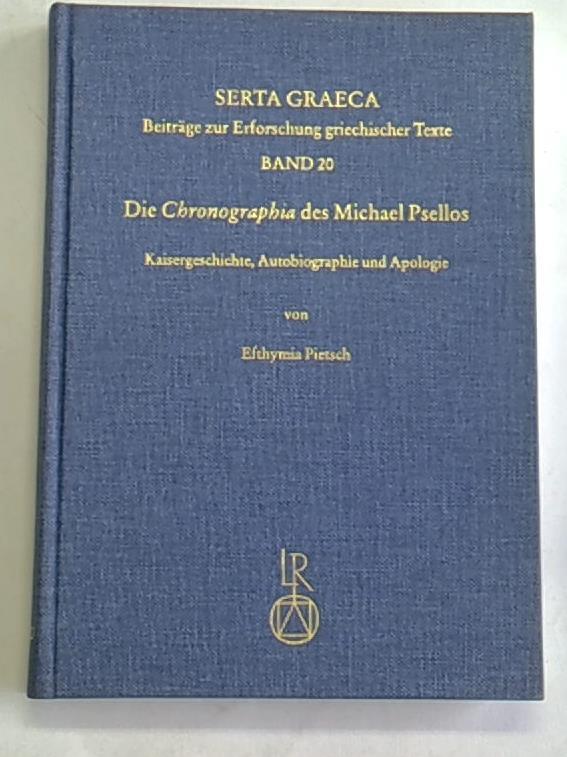 SERTA GRAECA
Beiträge zur Erforschung griechischer Texte
BAND 20
Die Chronographia des Michael Psellos
Kaisergeschichte, Autobiographie und Apologie
von
Efthymia Pietsch
LR